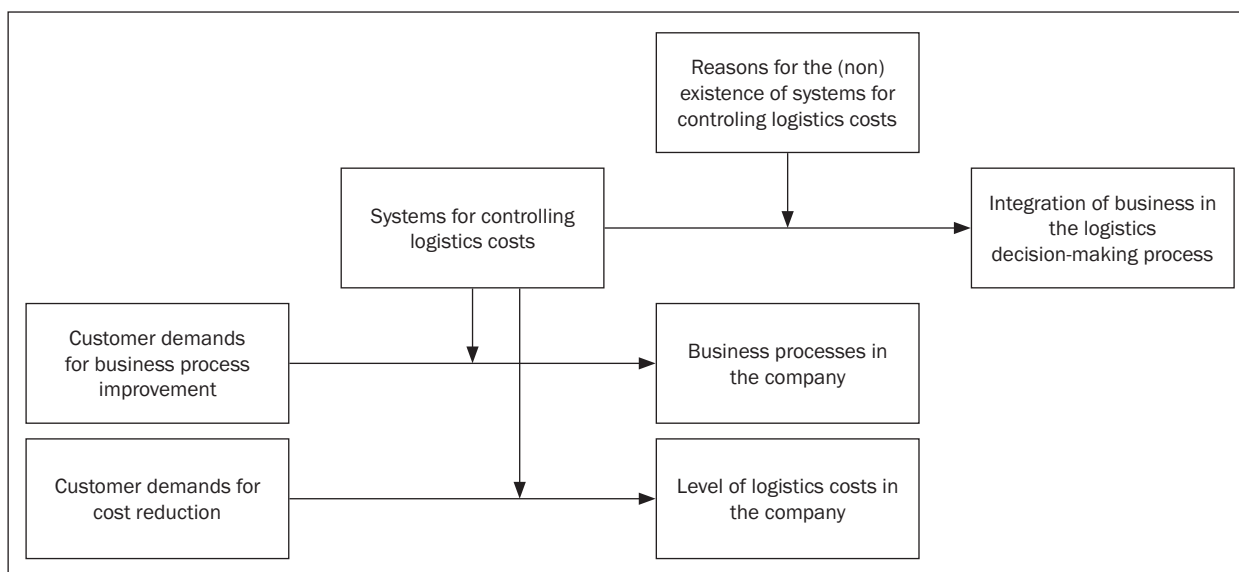 Reasons for the (non)
existence of systems for
controling logistics costs
Systems for controlling
logistics costs
Integration of business in
the logistics
decision-making process
Customer demands
for business process
improvement
Business processes in
the company
Customer demands for
cost reduction
Level of logistics costs in
the company